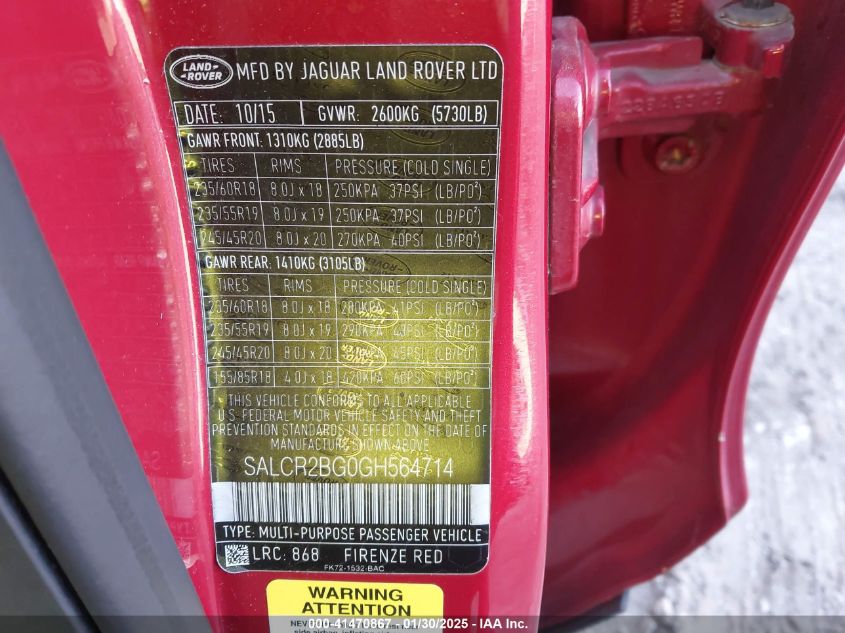 LAND-
ROVER
MFD BY JAGUAR LAND ROVER LTD
DATE: 10/15 GVWR: 2600KG (5730LB)
GAWR FRONT: 1310KG (2885LB)
TIRES RIMS PRESSURE (COLD SINGLE)
235/60R18 8.0J x 18 250KPA 37PSI (LB/PO²)
235/55R19 8.0J x 19 250KPA 37PSI (LB/PO²)
245/45R20 8.0J x 20 270KPA 40PSI (LB/PO²)
GAWR REAR: 1410KG (3105LB)
TIRES RIMS PRESSURE (COLD SINGLE)
235/60R18 8.0J x 18 280KPA 41PSI (LB/PO²)
235/55R19 8.0J x 19 290KPA (LB/PO²)
245/45R20 8.0J x 20 45PSI (LB/PO²)
155/85R18 4.0J x 18 420KPA 60PSI (LB/PO²)
THIS VEHICLE CONFORMS TO ALL APPLICABLE
U.S. FEDERAL MOTOR VEHICLE SAFETY AND THEFT
PREVENTION STANDARDS IN EFFECT ON THE DATE OF
MANUFACTURE SHOWN ABOVE
SALCR2BG0GH564714
TYPE: MULTI-PURPOSE PASSENGER VEHICLE
LRC: 868 FIRENZE RED
FK72-1532-BAC
WARNING
ATTENTION
000-41470867 - 01/30/2025 - IAA Inc.